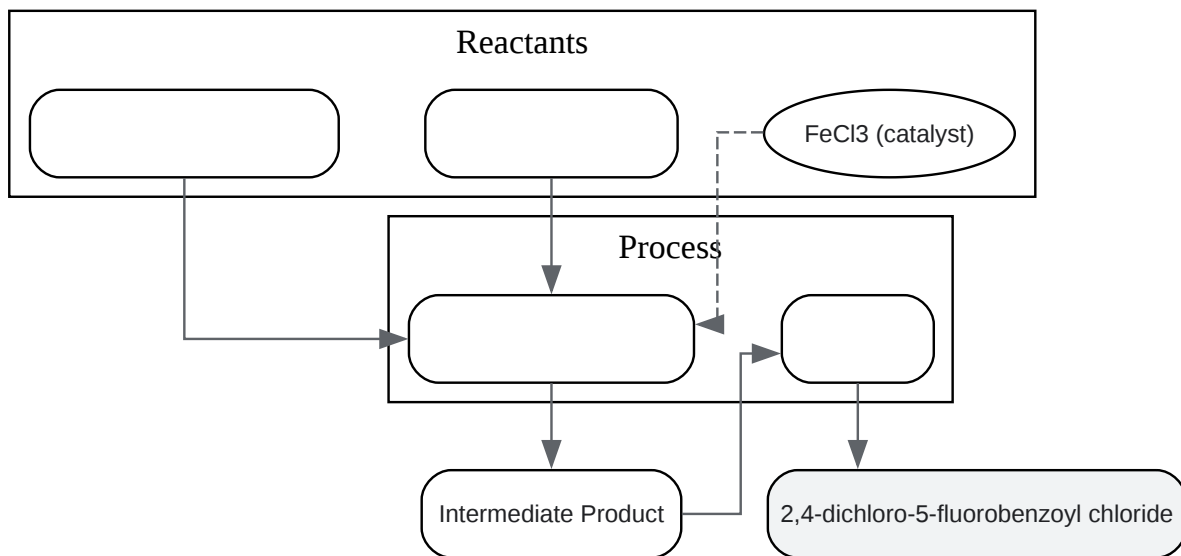 Reactants
FeCl3 (catalyst)
Process
Intermediate Product
2,4-dichloro-5-fluorobenzoyl chloride